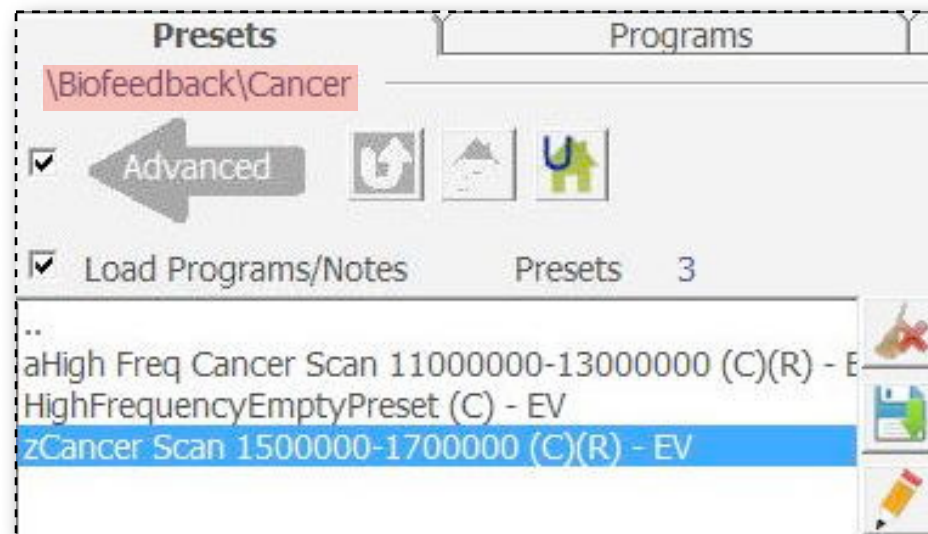 Presets Programs
\Biofeedback\Cancer
Advanced
Load Programs/Notes Presets 3
..
aHigh Freq Cancer Scan 11000000-13000000 (C)(R) - E
HighFrequencyEmptyPreset (C) - EV
zCancer Scan 1500000-1700000 (C)(R) - EV